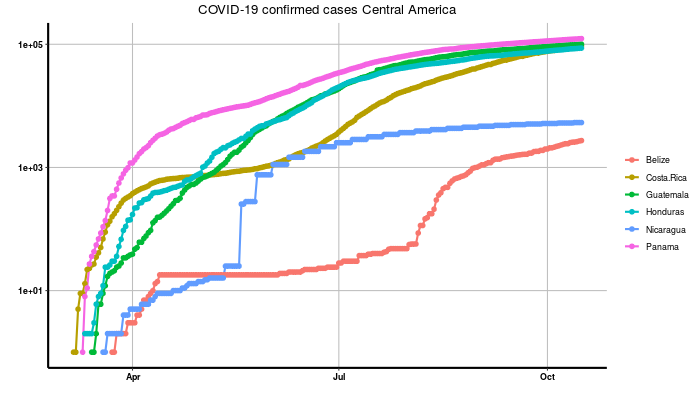 COVID-19 confirmed cases Central America
1e+05
1e+03
1e+01
Apr
Jul
Oct
Belize
Costa.Rica
Guatemala
Honduras
Nicaragua
Panama